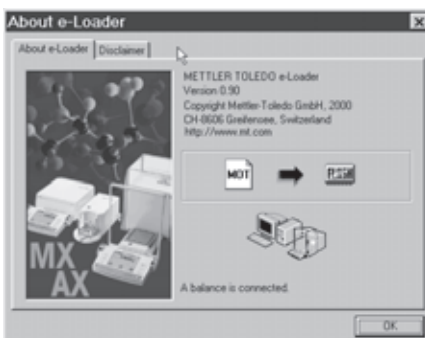 About e-Loader
About e-Loader
Disclaimer
METTLER TOLEDO e-Loader
Version 0.90
Copyright Mettler-Toledo GmbH, 2000
CH-8606 Greifensee, Switzerland
http://www.mt.com
MOT
FLASH
MX
AX
A balance is connected.
OK